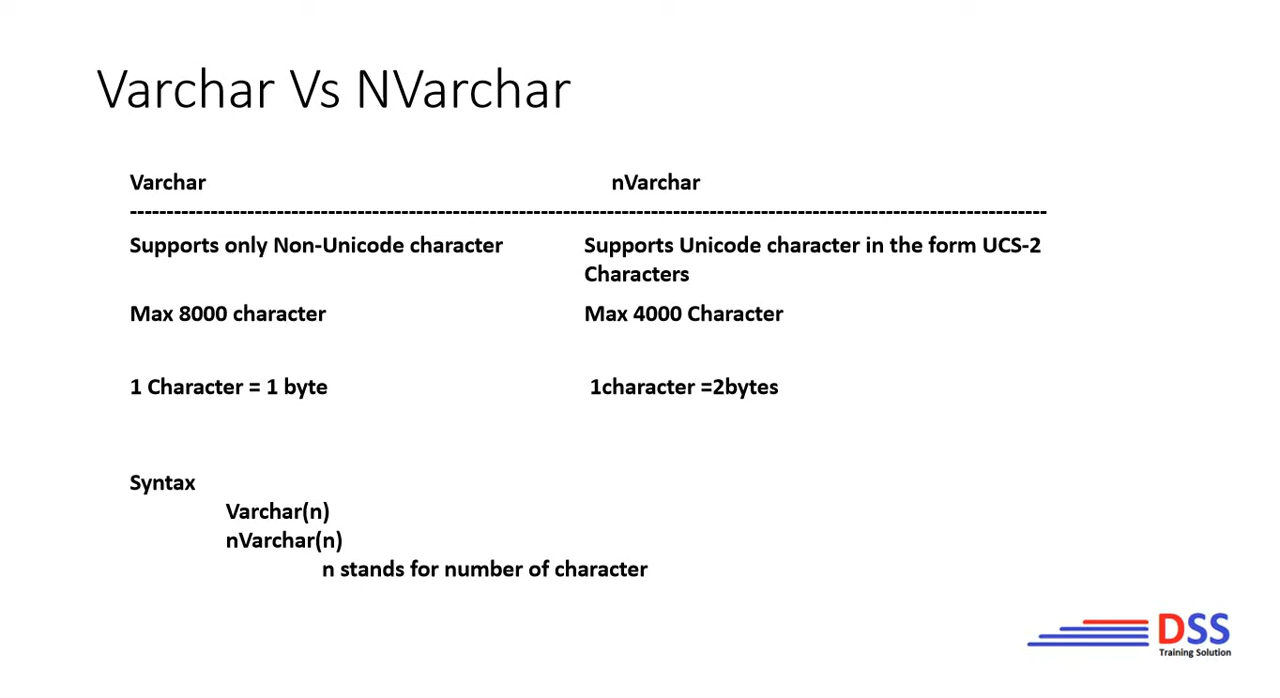 Varchar Vs NVarchar
Varchar nVarchar
--------------------------------------------------------------------------------------------------------------------------------
Supports only Non-Unicode character Supports Unicode character in the form UCS-2
Characters
Max 8000 character Max 4000 Character
1 Character = 1 byte 1character =2bytes
Syntax
Varchar(n)
nVarchar(n)
n stands for number of character
DSS
Training Solution